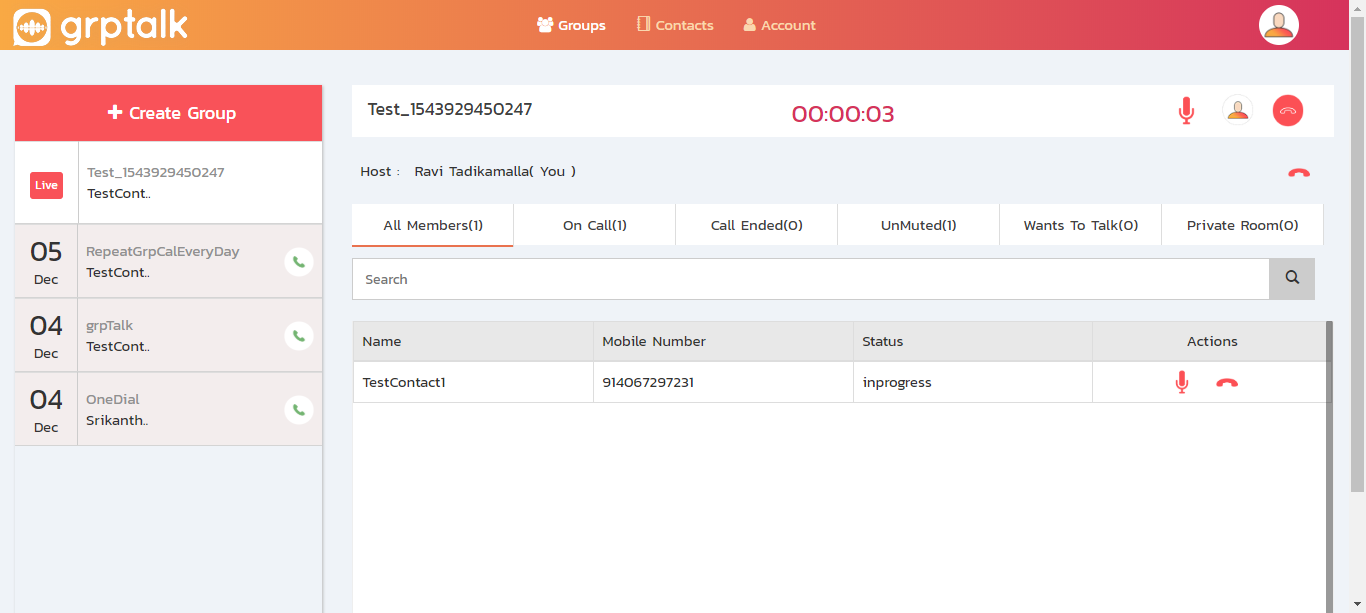 grptalk
Groups
Contacts
Account
Create Group
Live
Test_1543929450247
TestCont..
05
Dec
RepeatGrpCalEveryDay
TestCont..
04
Dec
grpTalk
TestCont..
04
Dec
OneDial
Srikanth..
Test_1543929450247
00:00:03
Host : Ravi Tadikamalla( You )
All Members(1)
On Call(1)
Call Ended(0)
UnMuted(1)
Wants To Talk(0)
Private Room(0)
Search
Name Mobile Number Status Actions
TestContact1 914067297231 inprogress